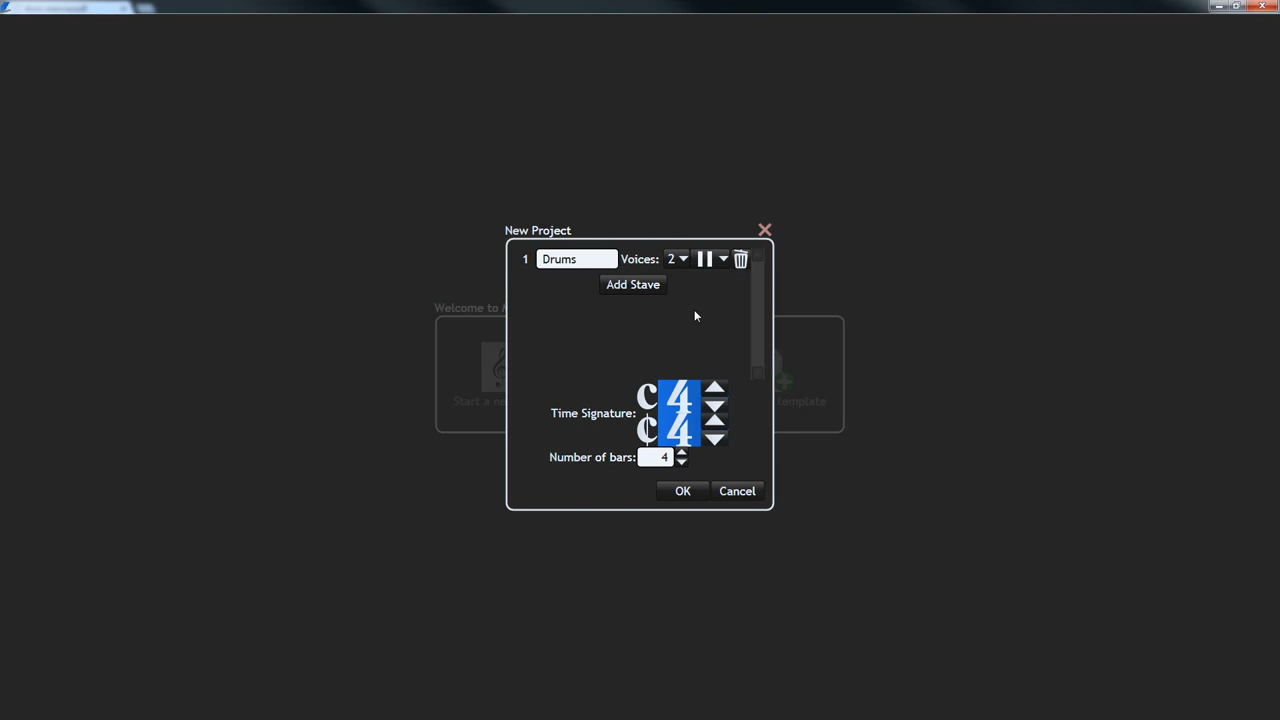 New Project
1 Drums Voices: 2
Add Stave
Welcome to
Start a ne
template
Time Signature: 4
4
Number of bars: 4
OK Cancel